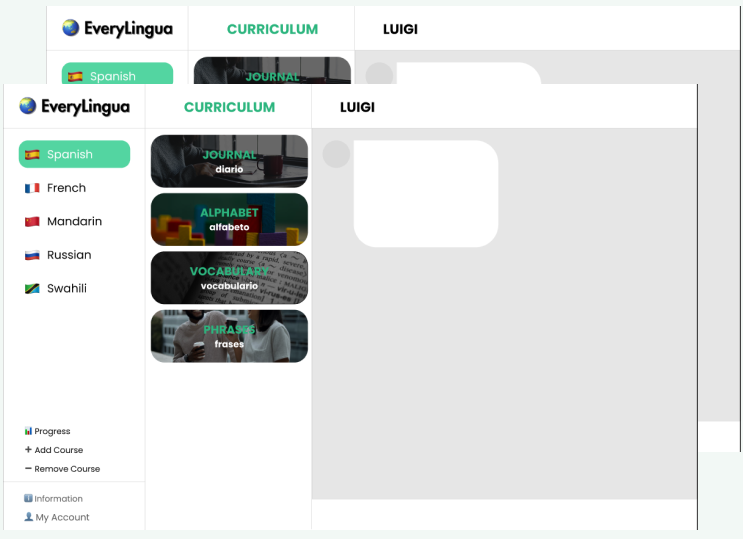 EveryLingua
CURRICULUM
LUIGI
Spanish
JOURNAL
EveryLingua
CURRICULUM
LUIGI
Spanish
French
Mandarin
Russian
Swahili
JOURNAL
diario
ALPHABET
alfabeto
VOCABULARY
vocabulario
PHRASES
frases
Progress
+ Add Course
− Remove Course
Information
My Account